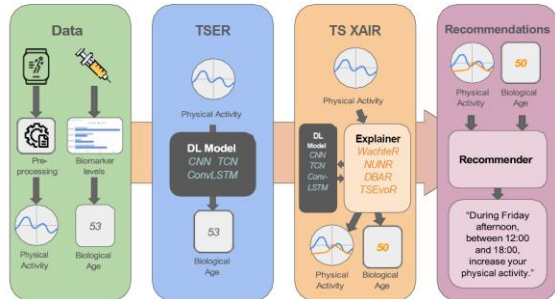 Data
Pre-
processing
Biomarker
levels
Physical
Activity
53
Biological
Age
TSER
Physical Activity
DL Model
CNN TCN
ConvLSTM
53
Biological
Age
TS XAIR
Physical Activity
DL
Model
CNN
TCN
Conv-
LSTM
Explainer
WachteR
NUNR
DBAR
TSEvoR
Physical
Activity
50
Biological
Age
Recommendations
Physical
Activity
50
Biological
Age
Recommender
"During Friday
afternoon,
between 12:00
and 18:00,
increase your
physical activity."